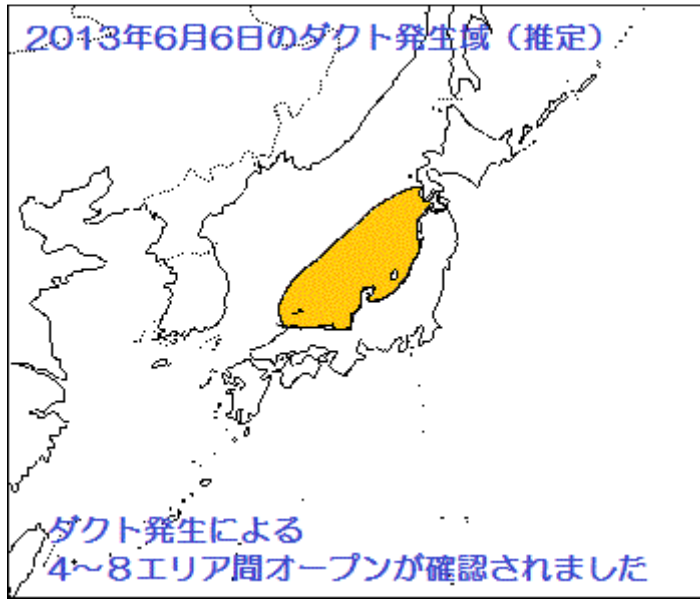 2013年6月6日のダクト発生域（推定）
ダクト発生による
4～8エリア間オープンが確認されました